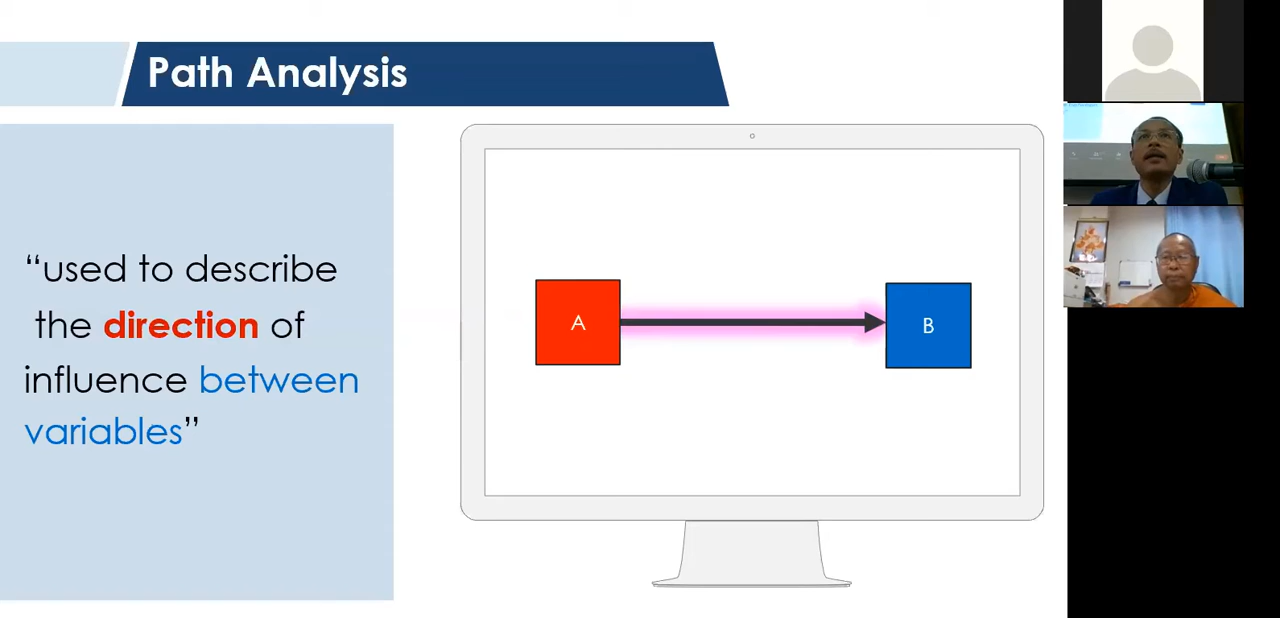 Path Analysis
“used to describe
the direction of
influence between
variables”
A
B